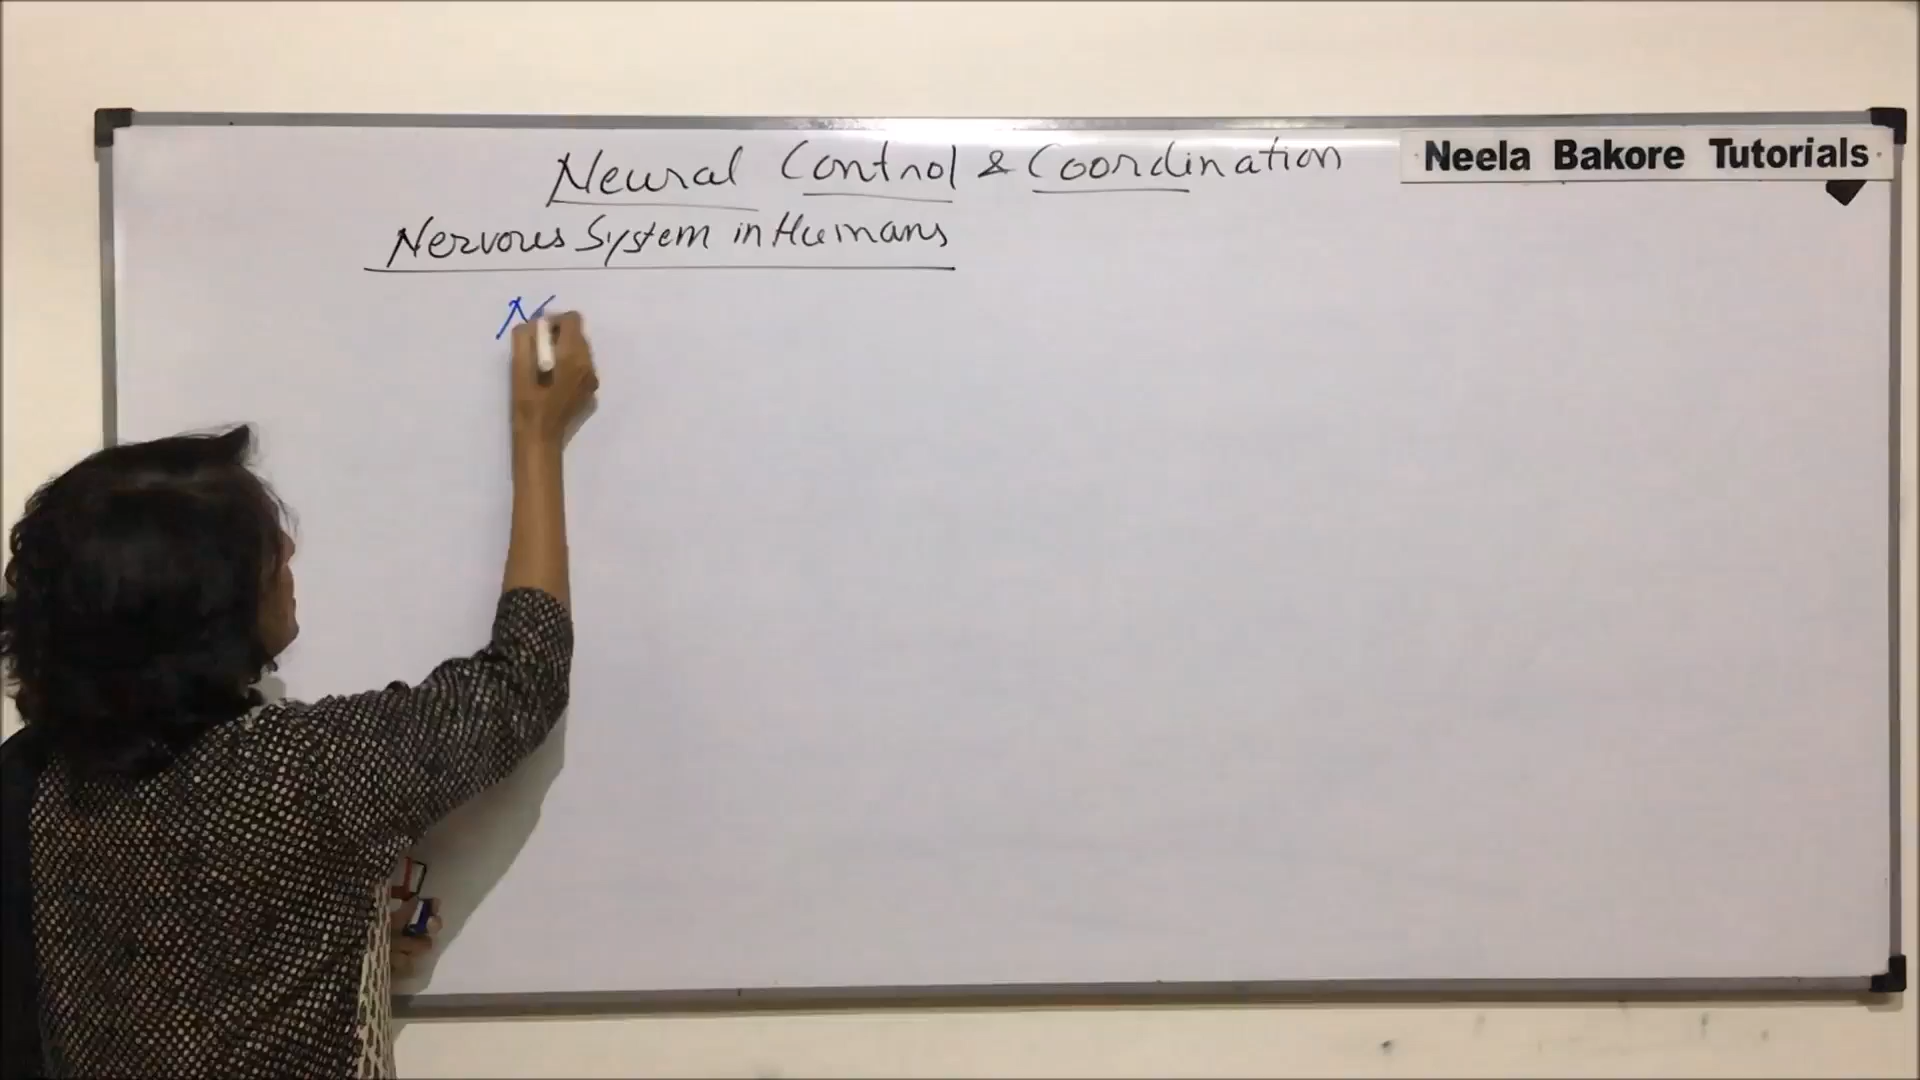 Neural Control & Coordination
Neela Bakore Tutorials
Nervous System in Humans
N